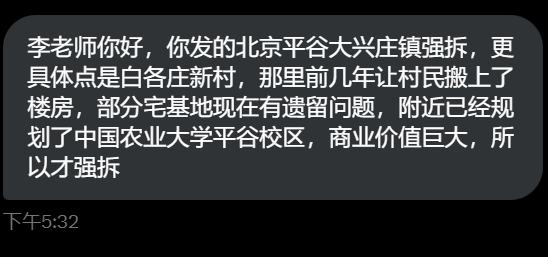 李老师你好，你发的北京平谷大兴庄镇强拆，更
具体点是白各庄新村，那里前几年让村民搬上了
楼房，部分宅基地现在有遗留问题，附近已经规
划了中国农业大学平谷校区，商业价值巨大，所
以才强拆
下午5:32